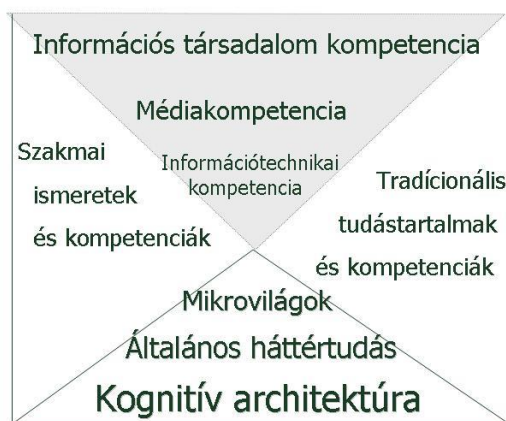 Információs társadalom kompetencia
Médiakompetencia
Információtechnikai
kompetencia
Szakmai
ismeretek
és kompetenciák
Tradícionális
tudástartalmak
és kompetenciák
Mikrovilágok
Általános háttértudás
Kognitív architektúra